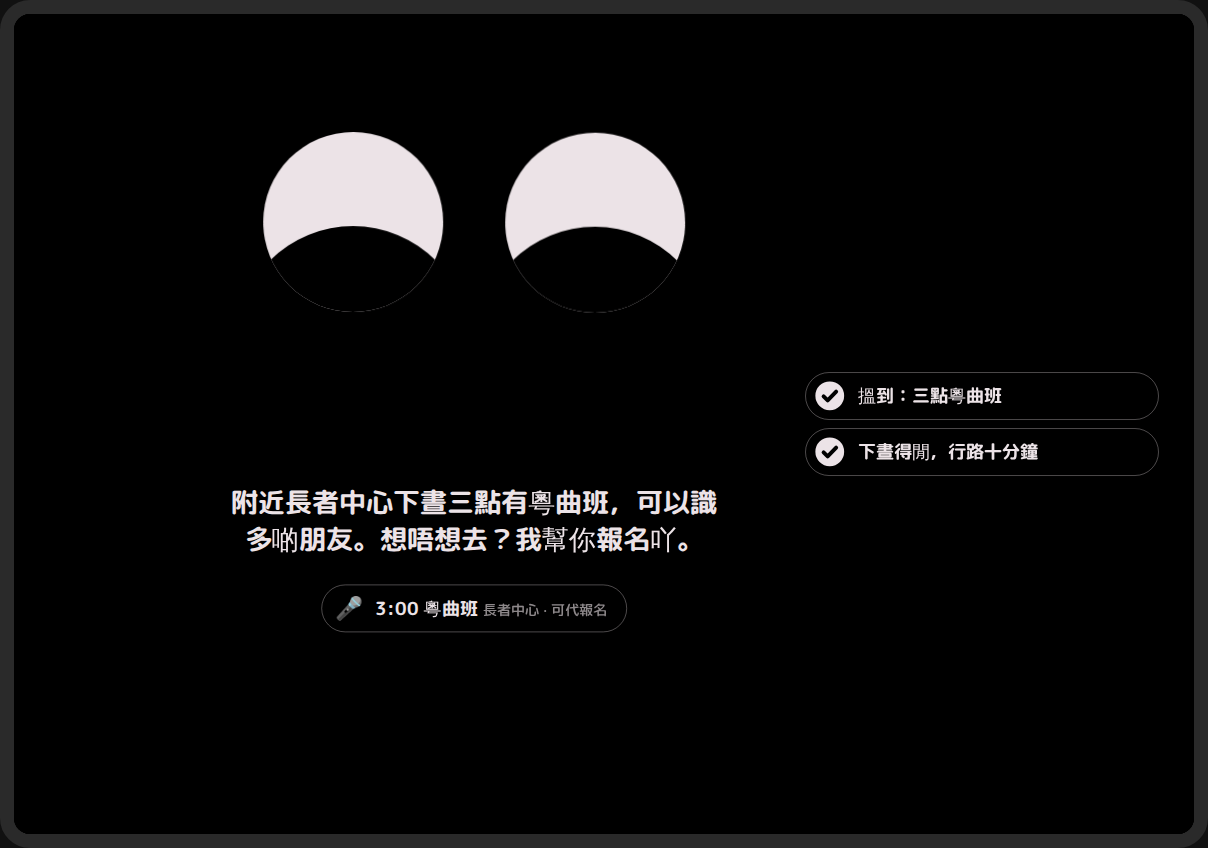 搵到：三點粵曲班
下晝得閒，行路十分鐘
附近長者中心下晝三點有粵曲班，可以識
多啲朋友。想唔想去？我幫你報名吖。
3:00 粵曲班 長者中心 · 可代報名